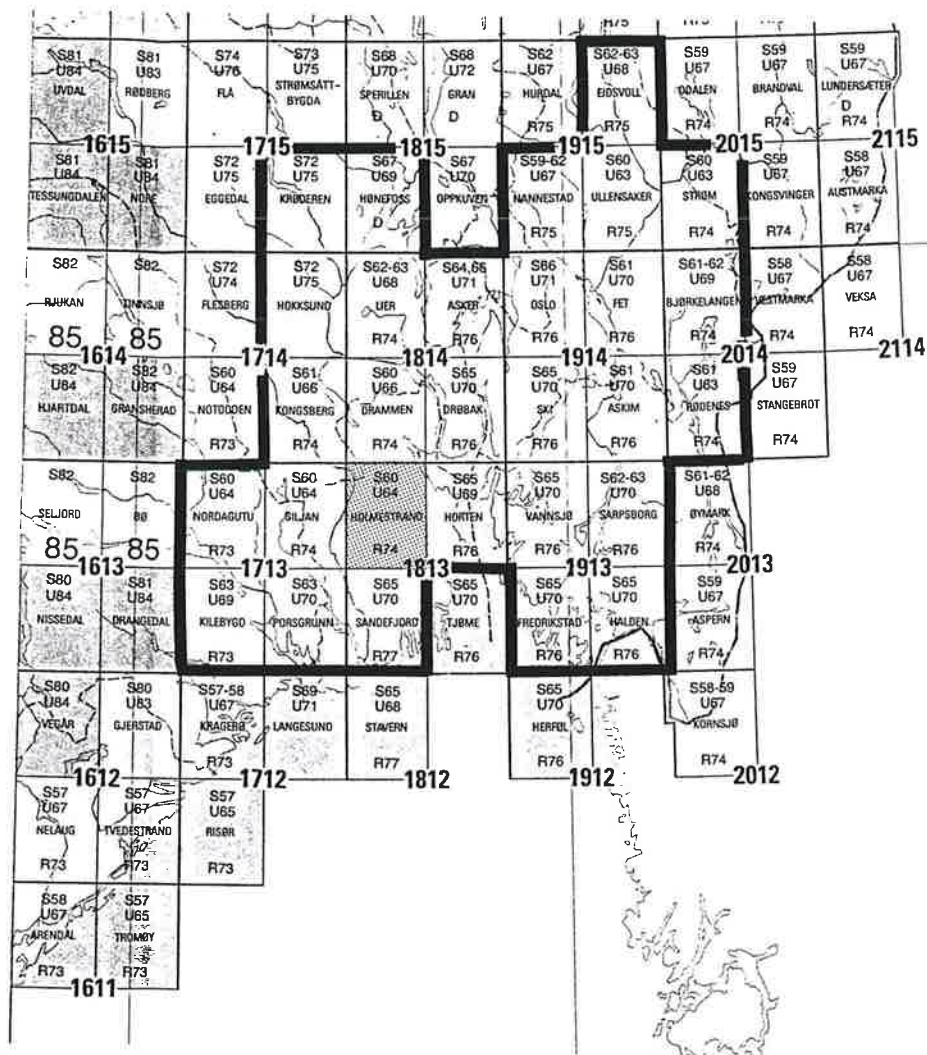 R75 R75
S81 S81 S74 S73 S68 S68 S62 S62-63 S59 S59 S59
U84 U83 U76 U75 U70 U72 U67 U68 U67 U67 U67
UVDAL RØDBERG FLÅ STRØMSÅTT-BYGDA SPERILLEN GRAN HURDAL EIDSVOLL ODALEN BRANDVAL LUNDERSÆTER
D D D
R75 R75 R74 R74 R74
1615 1715 1815 1915 2015 2115
S81 S81 S72 S72 S67 S67 S59-62 S60 S60 S59 S58
U84 U84 U75 U75 U69 U70 U67 U63 U63 U67 U67
TESSUNGDALEN NORE EGGEDAL KRØDEREN HØNEFOSS OPPKUVEN NANNESTAD ULLENSAKER STRØM KONGSVINGER AUSTMARKA
D
R75 R75 R74 R74 R74
S82 S82 S72 S72 S62-63 S64,66 S66 S61 S61-62 S58 S58
U74 U75 U68 U71 U71 U70 U69 U67 U67
RJUKAN TINNSJØ FLESBERG HOKKSUND LIER ASKER OSLO FET BJØRKELANGEN VESTMARKA VEKSA
85 85 R74 R76 R76 R76 R74 R74 R74
1614 1714 1814 1914 2014 2114
S82 S82 S60 S61 S60 S65 S65 S61 S61 S59
U84 U84 U64 U66 U66 U70 U70 U70 U63 U67
HJARTDAL GRANSHERAD NOTODDEN KONGSBERG DRAMMEN DRØBAK SKI ASKIM RØDENES STANGEBROT
R73 R74 R74 R76 R76 R76 R74 R74
S82 S82 S60 S60 S60 S65 S65 S62-63 S61-62
U64 U64 U64 U69 U70 U70 U68
SELJORD BØ NORDAGUTU SILJAN HOLMESTRAND HORTEN VANNSJØ SARPSBORG ØYMARK
85 85 R73 R74 R74 R76 R76 R76 R74
1613 1713 1813 1913 2013
S80 S81 S63 S63 S65 S65 S65 S65 S59
U84 U84 U69 U70 U70 U70 U70 U70 U67
NISSEDAL DRANGEDAL KILEBYGD PORSGRUNN SANDEFJORD TJØME FREDRIKSTAD HALDEN ASPERN
R73 R77 R76 R76 R76 R74
S80 S80 S57-58 S69 S65 S65 S58-59
U84 U83 U67 U71 U68 U70 U67
VEGÅR GJERSTAD KRAGERØ LANGESUND STAVERN HERFØL KORNSJØ
R73 R77 R76 R74
1612 1712 1812 1912 2012
S57 S57 S57
U67 U67 U65
NELAUG TVEDESTRAND RISØR
R73 R73 R73
S58 S57
U67 U65
ARENDAL TROMØY
R73 R73
1611